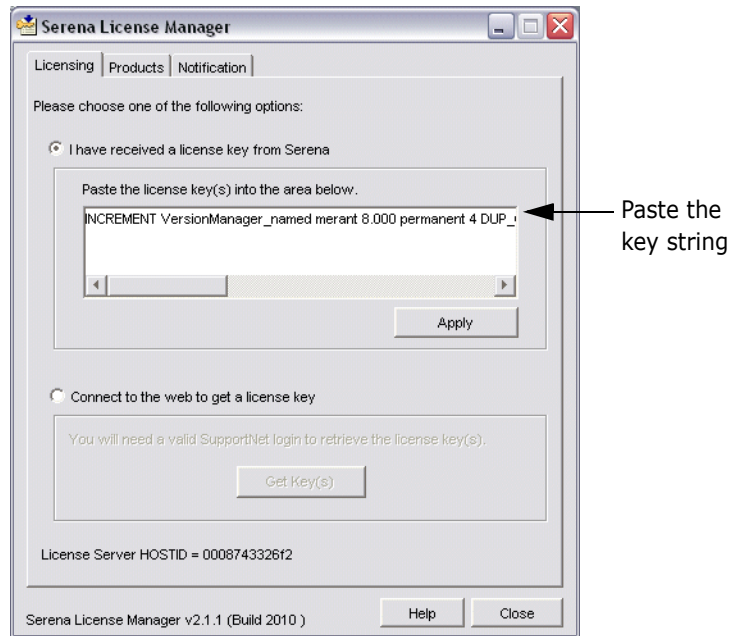 Serena License Manager
Licensing Products Notification
Please choose one of the following options:
I have received a license key from Serena
Paste the license key(s) into the area below.
INCREMENT VersionManager_named merant 8.000 permanent 4 DUP_
Paste the
key string
Apply
Connect to the web to get a license key
You will need a valid SupportNet login to retrieve the license key(s).
Get Key(s)
License Server HOSTID = 0008743326f2
Serena License Manager v2.1.1 (Build 2010 )
Help Close